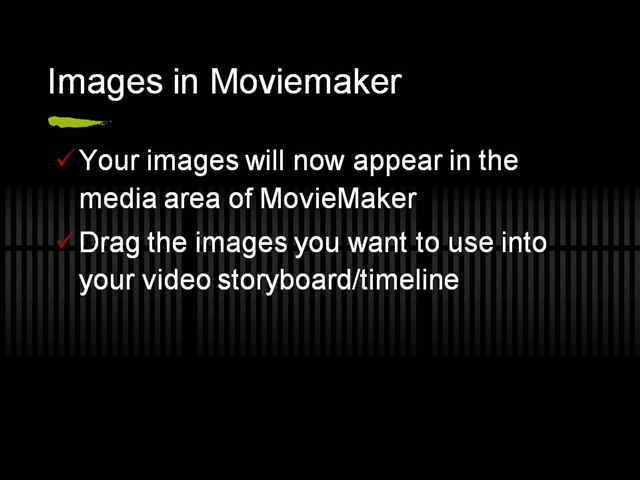 Images in Moviemaker
Your images will now appear in the
media area of MovieMaker
Drag the images you want to use into
your video storyboard/timeline